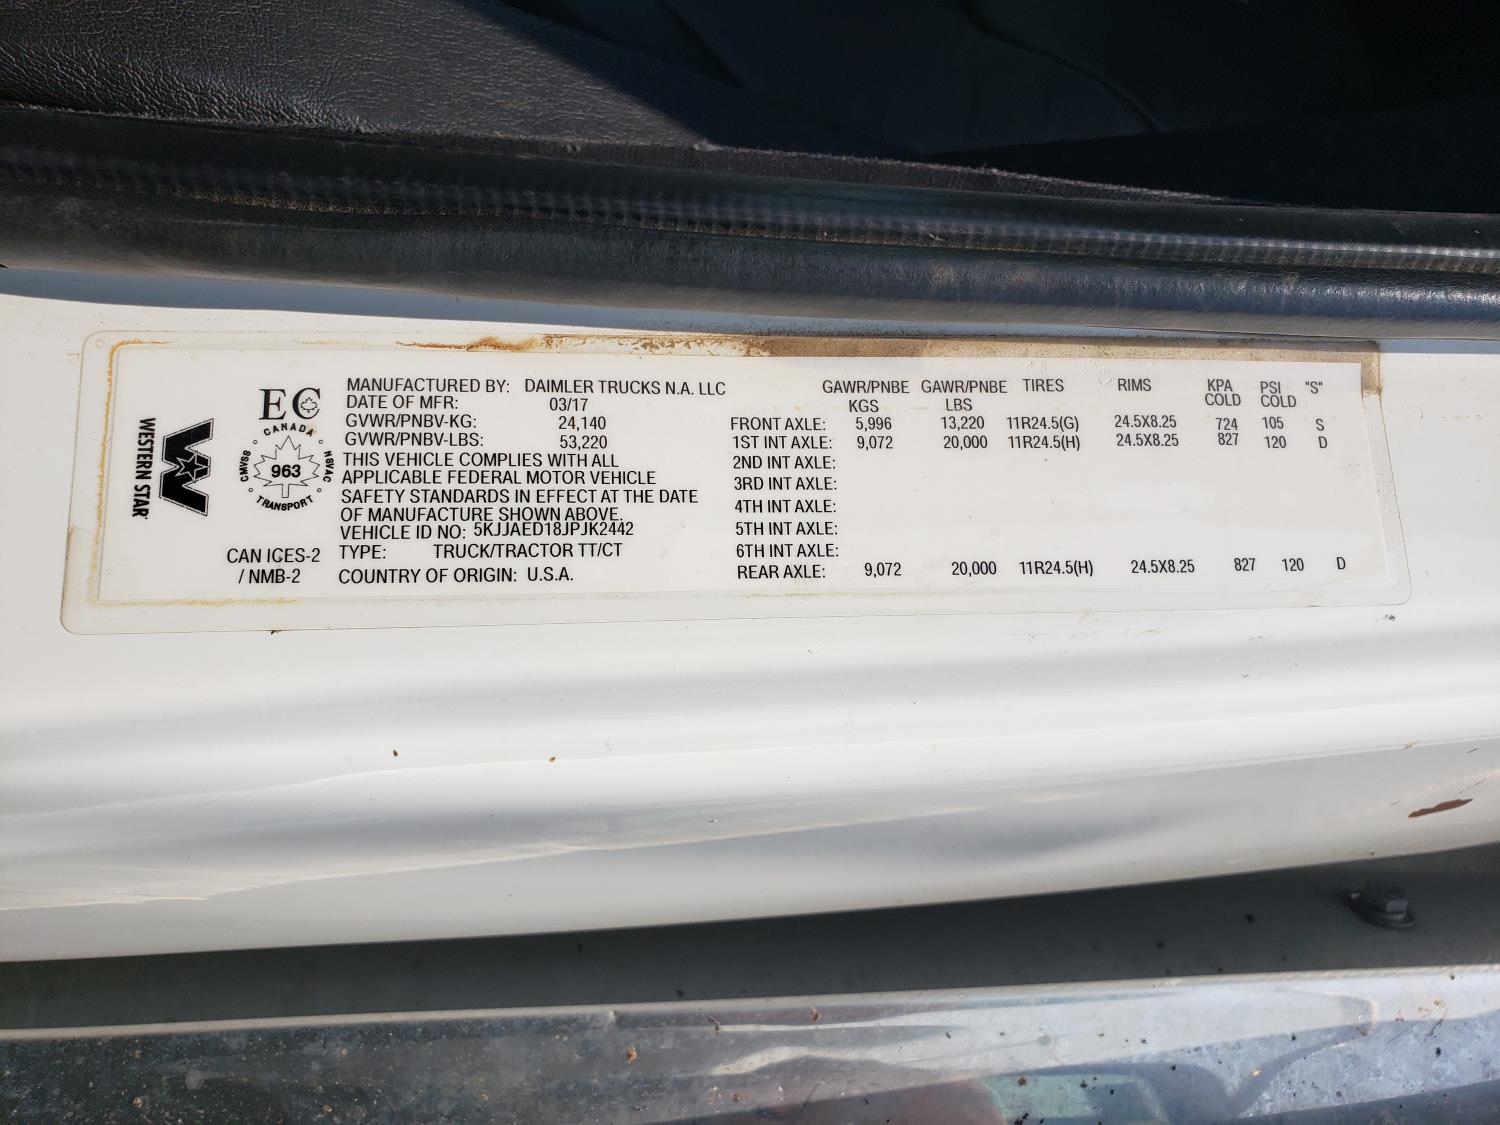 WESTERN STAR
EC
CANADA
CMVSS 963 NSVAC
TRANSPORT
CAN ICES-2
/ NMB-2
MANUFACTURED BY: DAIMLER TRUCKS N.A. LLC
DATE OF MFR: 03/17
GVWR/PNBV-KG: 24,140
GVWR/PNBV-LBS: 53,220
THIS VEHICLE COMPLIES WITH ALL
APPLICABLE FEDERAL MOTOR VEHICLE
SAFETY STANDARDS IN EFFECT AT THE DATE
OF MANUFACTURE SHOWN ABOVE.
VEHICLE ID NO: 5KJJAED18JPJK2442
TYPE: TRUCK/TRACTOR TT/CT
COUNTRY OF ORIGIN: U.S.A.
GAWR/PNBE GAWR/PNBE TIRES RIMS KPA PSI "S"
KGS LBS COLD COLD
FRONT AXLE: 5,996 13,220 11R24.5(G) 24.5X8.25 724 105 S
1ST INT AXLE: 9,072 20,000 11R24.5(H) 24.5X8.25 827 120 D
2ND INT AXLE:
3RD INT AXLE:
4TH INT AXLE:
5TH INT AXLE:
6TH INT AXLE:
REAR AXLE: 9,072 20,000 11R24.5(H) 24.5X8.25 827 120 D